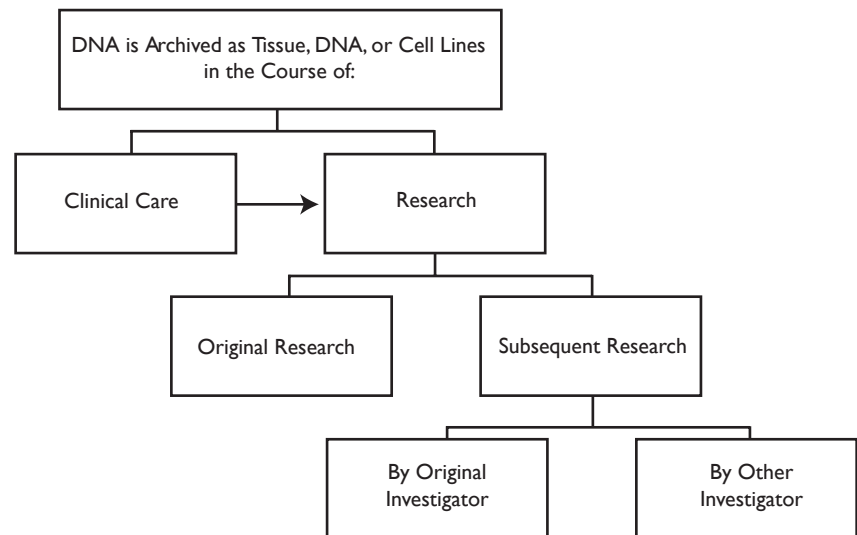 DNA is Archived as Tissue, DNA, or Cell Lines
in the Course of:
Clinical Care
Research
Original Research
Subsequent Research
By Original
Investigator
By Other
Investigator